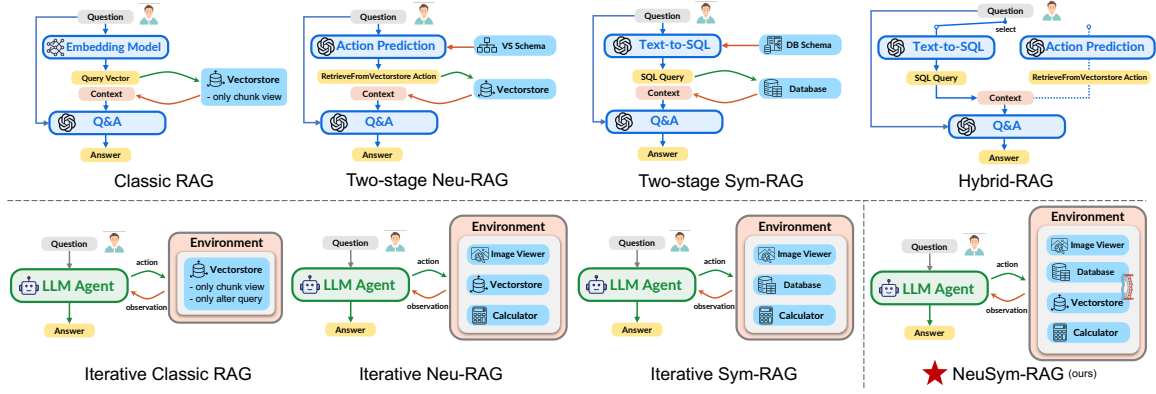 Question
Embedding Model
Query Vector
Context
Vectorstore
- only chunk view
Q&A
Answer
Classic RAG
Question
Action Prediction
VS Schema
RetrieveFromVectorstore Action
Context
Vectorstore
Q&A
Answer
Two-stage Neu-RAG
Question
Text-to-SQL
DB Schema
SQL Query
Context
Database
Q&A
Answer
Two-stage Sym-RAG
Question
select
Text-to-SQL
Action Prediction
SQL Query
RetrieveFromVectorstore Action
Context
Q&A
Answer
Hybrid-RAG
Question
LLM Agent
action
observation
Environment
Vectorstore
- only chunk view
- only alter query
Answer
Iterative Classic RAG
Question
LLM Agent
action
observation
Environment
Image Viewer
Vectorstore
Calculator
Answer
Iterative Neu-RAG
Question
LLM Agent
action
observation
Environment
Image Viewer
Database
Calculator
Answer
Iterative Sym-RAG
Question
LLM Agent
action
observation
Environment
Image Viewer
Database
Vectorstore
Calculator
Answer
NeuSym-RAG (ours)